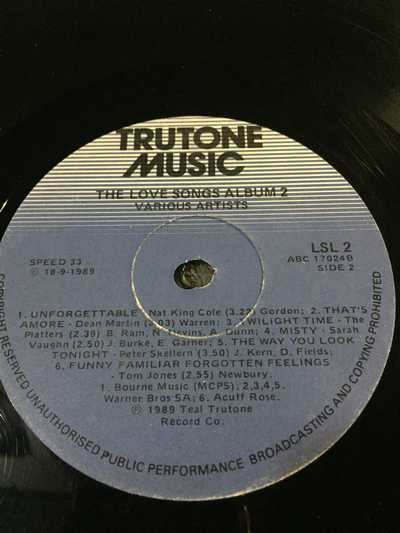 TRUTONE
MUSIC
THE LOVE SONGS ALBUM 2
VARIOUS ARTISTS
SPEED 33
℗ 18-9-1989
LSL 2
ABC 17024B
SIDE 2
1. UNFORGETTABLE - Nat King Cole (3.22) Gordon; 2. THAT'S
AMORE - Dean Martin (2.03) Warren; 3. TWILIGHT TIME - The
Platters (2.39) B. Ram, N. Nevins, A. Dunn; 4. MISTY - Sarah
Vaughn (2.50) J. Burke, E. Garner; 5. THE WAY YOU LOOK
TONIGHT - Peter Skellern (3.50) J. Kern, D. Fields;
6. FUNNY FAMILIAR FORGOTTEN FEELINGS
- Tom Jones (2.55) Newbury.
1. Bourne Music (MCPS), 2,3,4,5.
Warner Bros SA; 6. Acuff Rose.
℗ 1989 Teal Trutone
Record Co.
COPYRIGHT RESERVED UNAUTHORISED PUBLIC PERFORMANCE BROADCASTING AND COPYING PROHIBITED